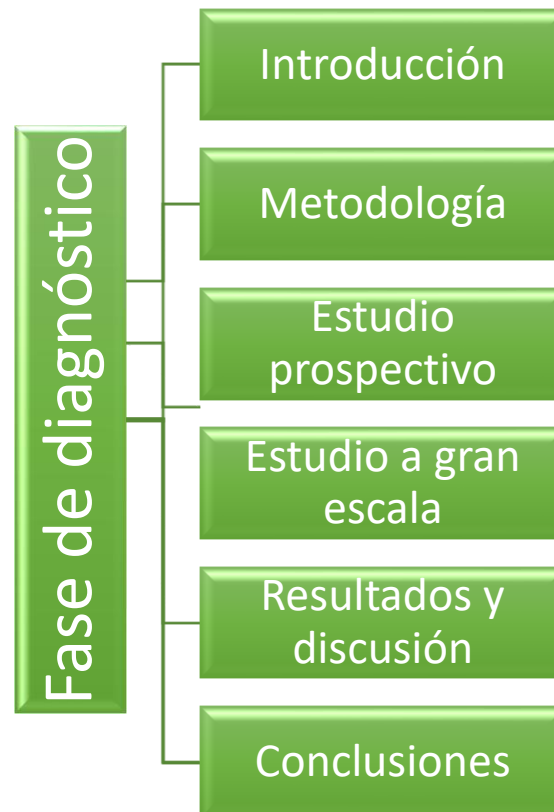 Fase de diagnóstico
Introducción
Metodología
Estudio
prospectivo
Estudio a gran
escala
Resultados y
discusión
Conclusiones